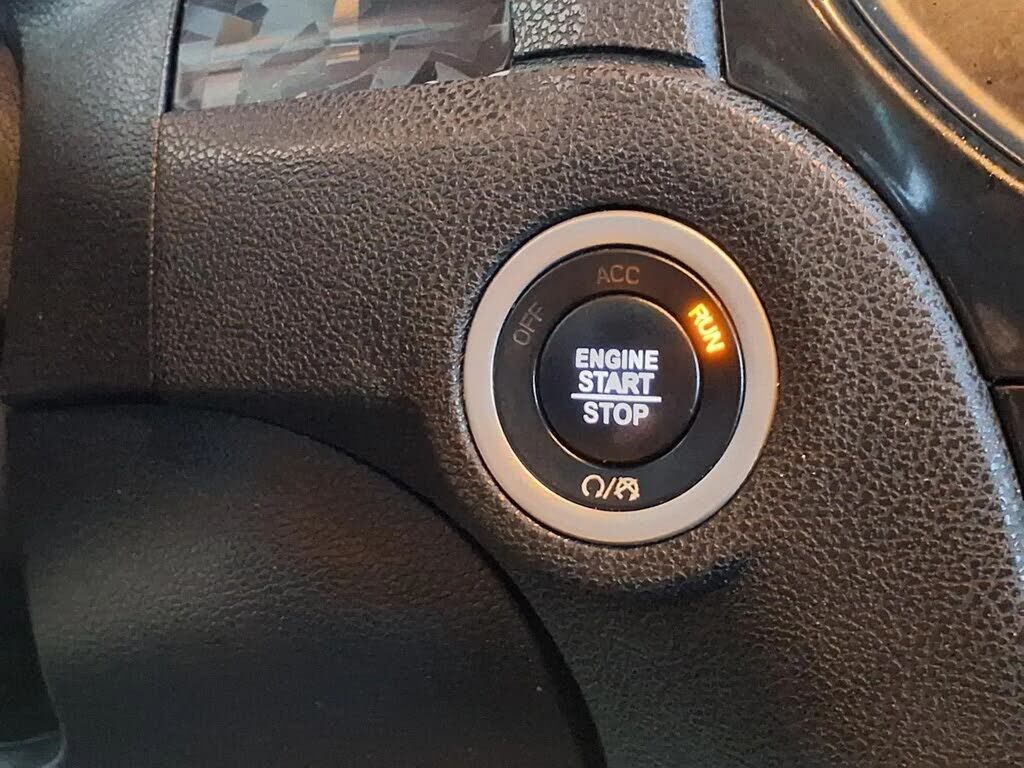 ACC
OFF
RUN
ENGINE
START
STOP